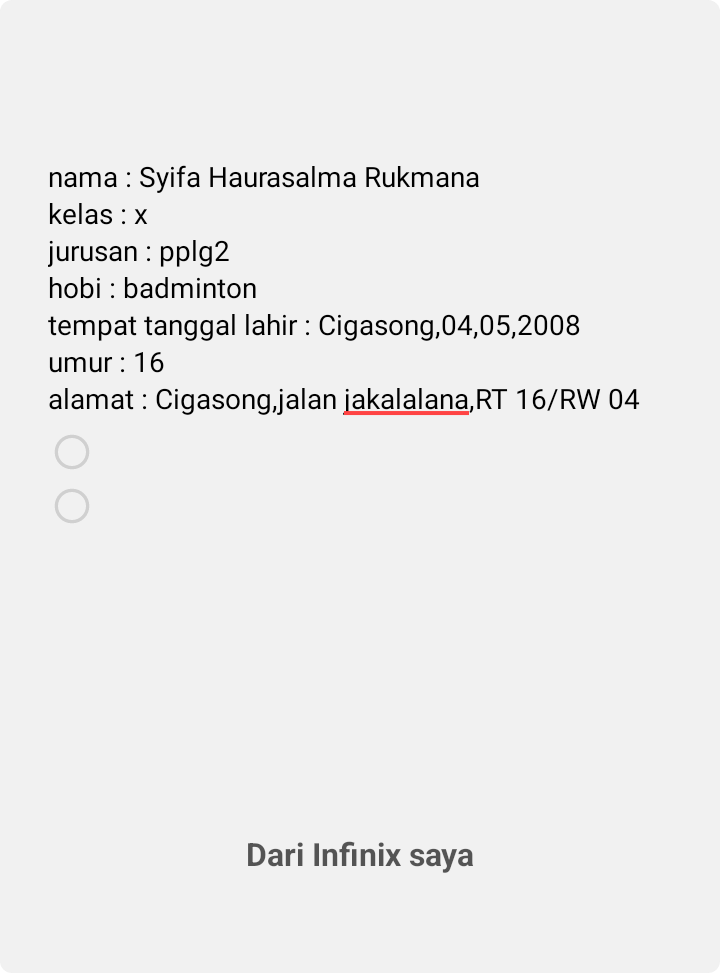 nama : Syifa Haurasalma Rukmana
kelas : x
jurusan : pplg2
hobi : badminton
tempat tanggal lahir : Cigasong,04,05,2008
umur : 16
alamat : Cigasong,jalan jakalalana,RT 16/RW 04
Dari Infinix saya